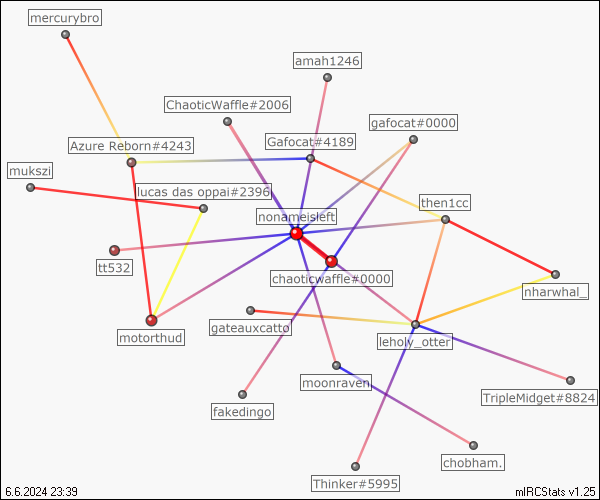 mercurybro
amah1246
ChaoticWaffle#2006
gafocat#0000
Gafocat#4189
Azure Reborn#4243
mukszi
lucas das oppai#2396
then1cc
nonameisleft
tt532
chaoticwaffle#0000
nharwhal_
gateauxcatto
motorthud
leholy_otter
moonraven
TripleMidget#8824
fakedingo
chobham.
Thinker#5995
6.6.2024 23:39
mIRCStats v1.25